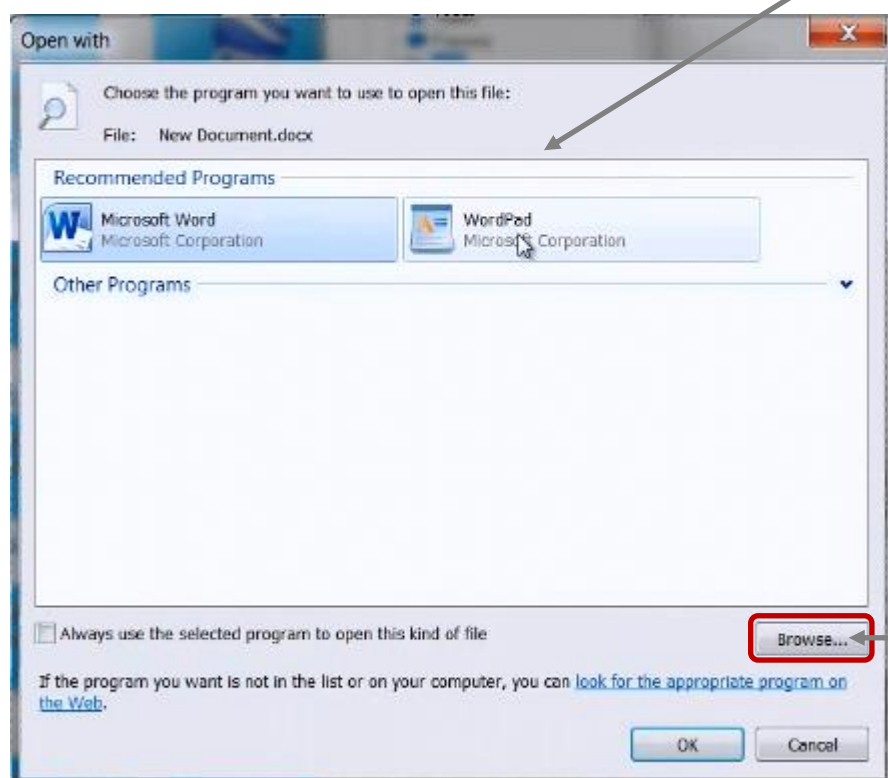 Open with
Choose the program you want to use to open this file:
File: New Document.docx
Recommended Programs
Microsoft Word
Microsoft Corporation
WordPad
Microsoft Corporation
Other Programs
Always use the selected program to open this kind of file
Browse...
If the program you want is not in the list or on your computer, you can look for the appropriate program on
the Web.
OK
Cancel